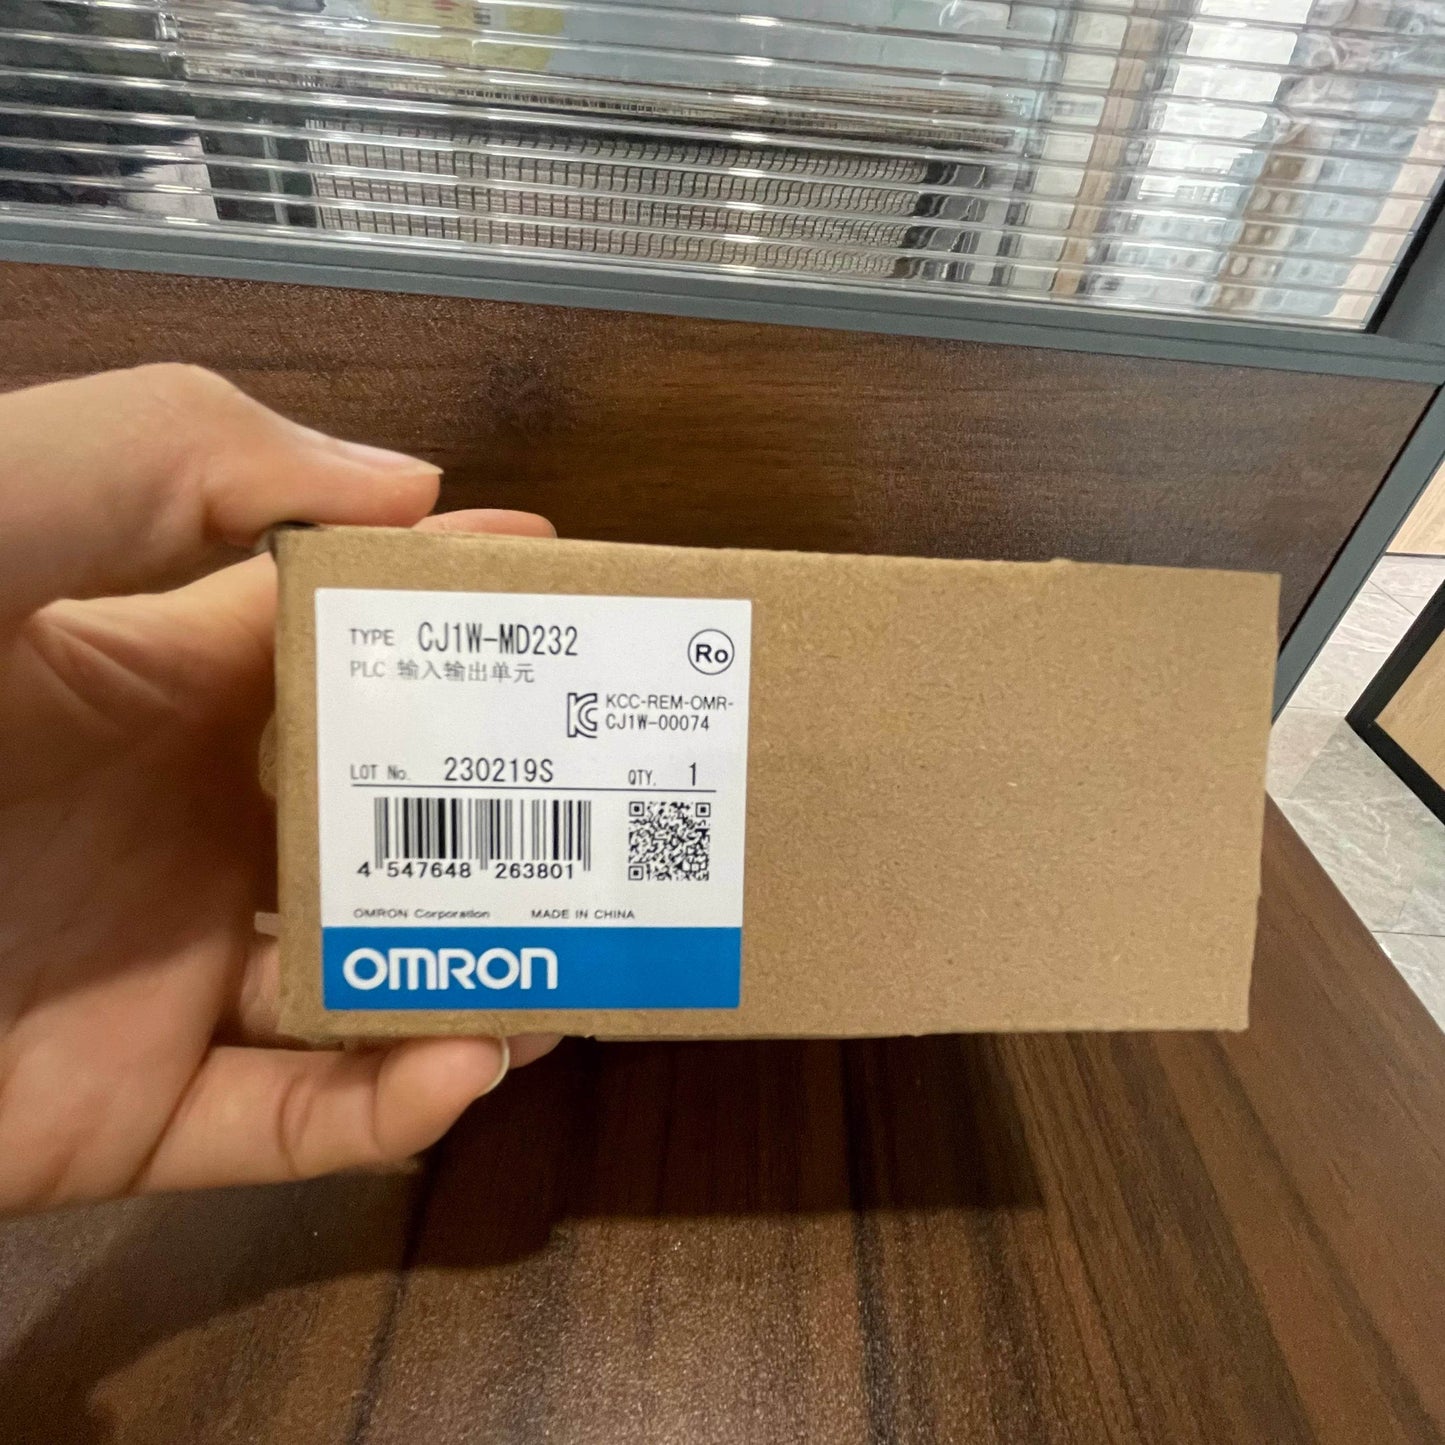 TYPE CJ1W-MD232
PLC 输入输出单元
Ro
KCC-REM-OMR-
CJ1W-00074
LOT No. 230219S QTY. 1
4 547648 263801
OMRON Corporation MADE IN CHINA
OMRON